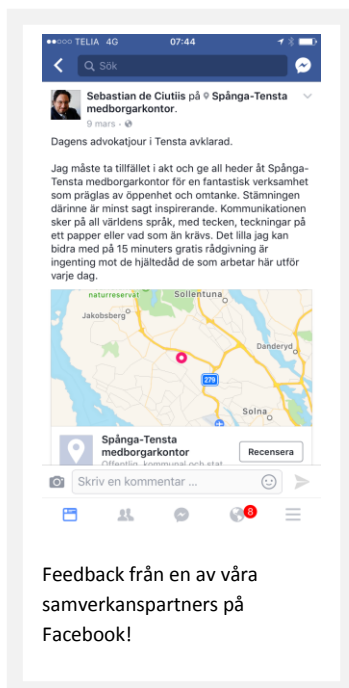 TELIA 4G 07:44
Sök
Sebastian de Ciutiis på Spånga-Tensta
medborgarkontor.
9 mars ·
Dagens advokatjour i Tensta avklarad.
Jag måste ta tillfället i akt och ge all heder åt Spånga-
Tensta medborgarkontor för en fantastisk verksamhet
som präglas av öppenhet och omtanke. Stämningen
därinne är minst sagt inspirerande. Kommunikationen
sker på all världens språk, med tecken, teckningar på
ett papper eller vad som än krävs. Det lilla jag kan
bidra med på 15 minuters gratis rådgivning är
ingenting mot de hjältedåd de som arbetar här utför
varje dag.
naturreservat
Sollentuna
Jakobsberg
Danderyd
279
Solna
Spånga-Tensta
medborgarkontor
Offentlig, kommunal och stat
Recensera
Skriv en kommentar ...
8
Feedback från en av våra
samverkanspartners på
Facebook!